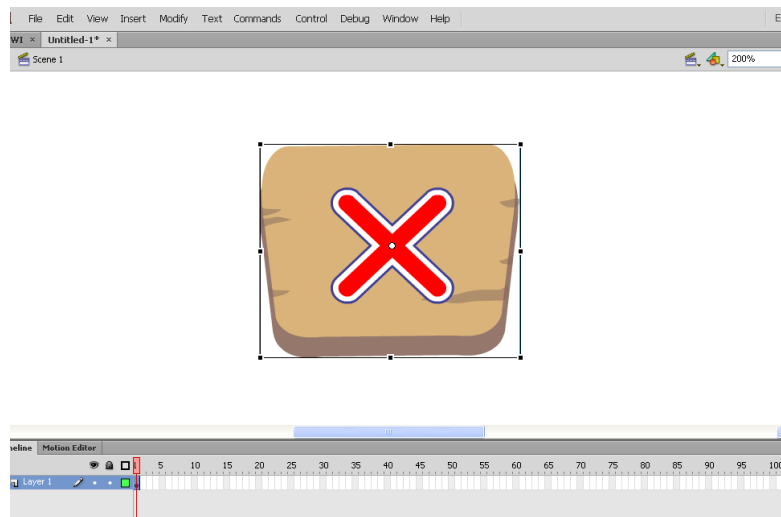 File Edit View Insert Modify Text Commands Control Debug Window Help E
WI × Untitled-1* ×
Scene 1 200%
neline Motion Editor
1 5 10 15 20 25 30 35 40 45 50 55 60 65 70 75 80 85 90 95 100
Layer 1